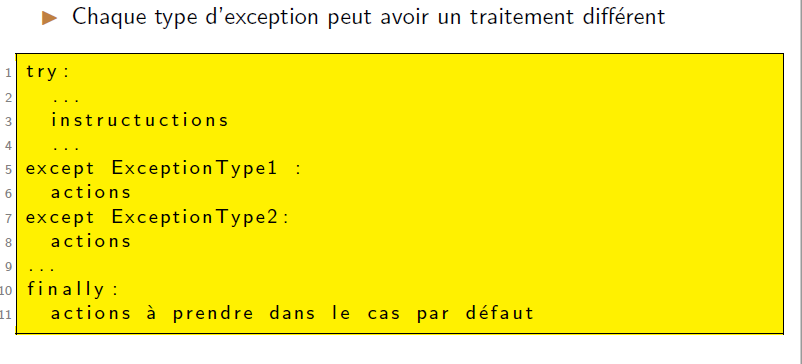 Chaque type d'exception peut avoir un traitement différent
1 try:
2 ...
3 instructuctions
4 ...
5 except ExceptionType1 :
6 actions
7 except ExceptionType2:
8 actions
9 ...
10 finally:
11 actions à prendre dans le cas par défaut